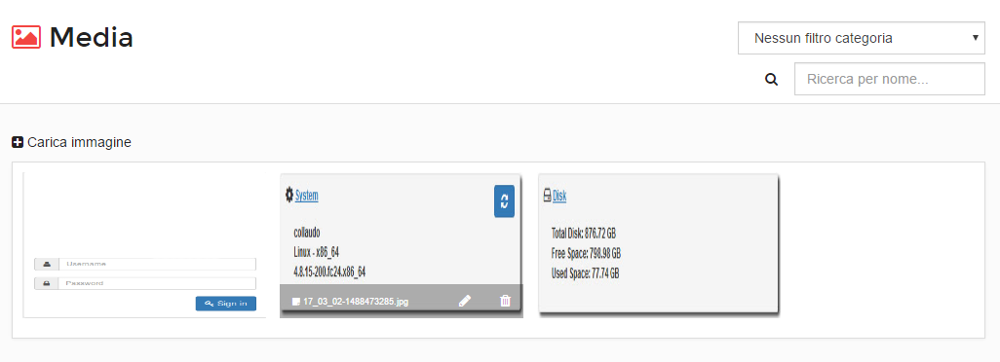 Media
Nessun filtro categoria
Ricerca per nome...
Carica immagine
Username
Password
Sign in
System
collaudo
Linux - x86_64
4.8.15-200.fc24.x86_64
17_03_02-1488473285.jpg
Disk
Total Disk: 876.72 GB
Free Space: 798.98 GB
Used Space: 77.74 GB